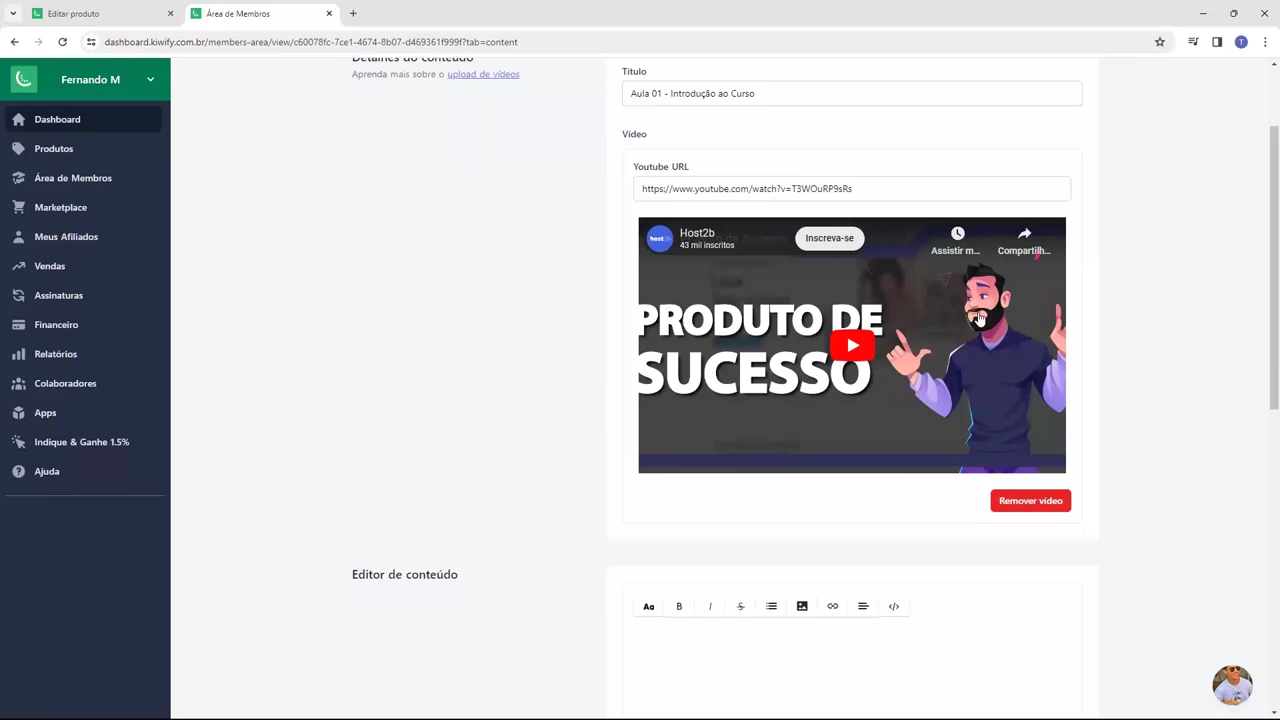 Editar produto
Área de Membros
dashboard.kiwify.com.br/members-area/view/c60078fc-7ce1-4674-8b07-d469361f999f?tab=content
T
Fernando M
Dashboard
Produtos
Área de Membros
Marketplace
Meus Afiliados
Vendas
Assinaturas
Financeiro
Relatórios
Colaboradores
Apps
Indique & Ganhe 1.5%
Ajuda
Detalhes do conteúdo
Aprenda mais sobre o upload de vídeos
Título
Aula 01 - Introdução ao Curso
Vídeo
Youtube URL
https://www.youtube.com/watch?v=T3WOuRP9sRs
host2b
Host2b
43 mil inscritos
Inscreva-se
Assistir m...
Compartilh...
PRODUTO DE
SUCESSO
Remover vídeo
Editor de conteúdo
Aa
B
I
S